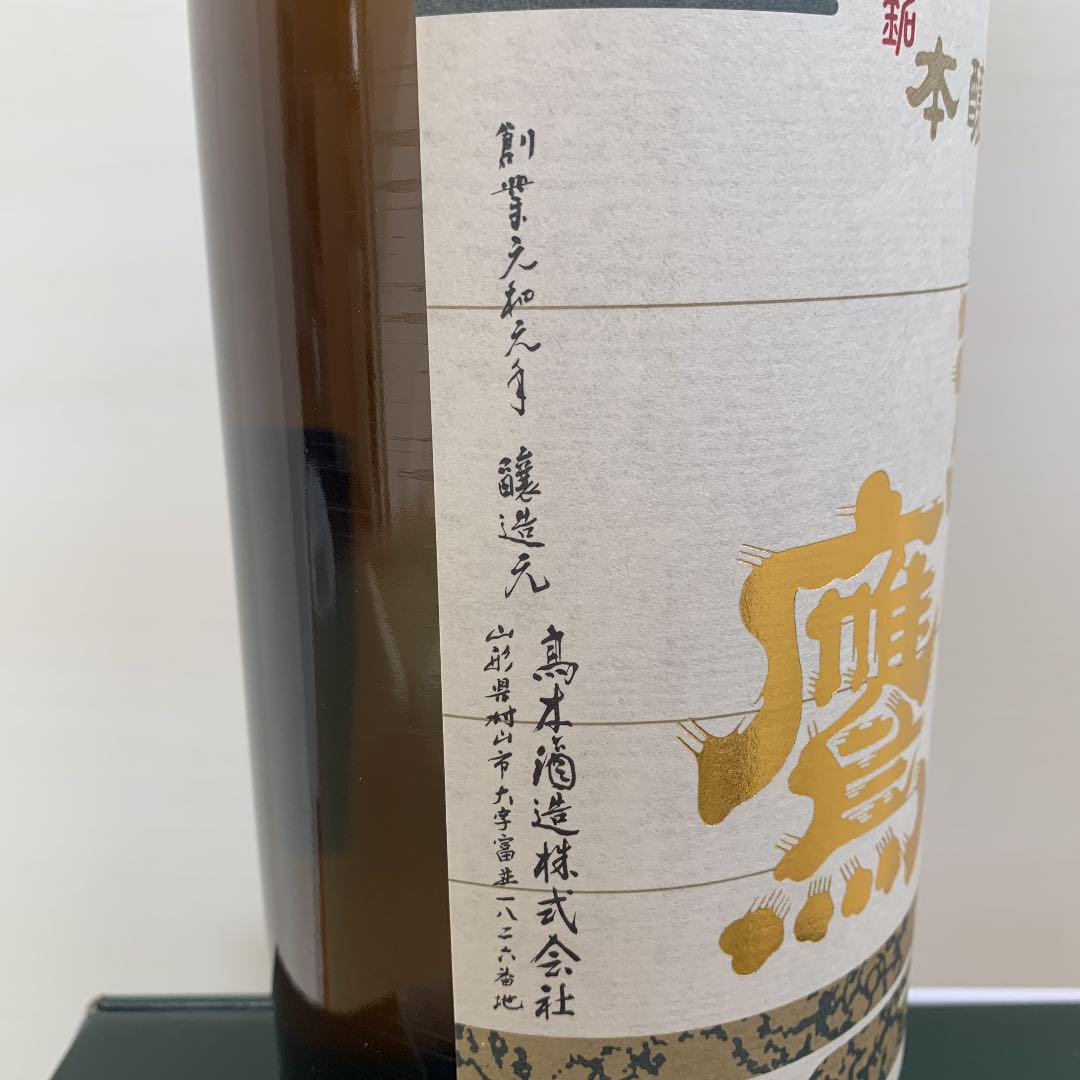 本醸
鷹
創業元和元年 醸造元
高木酒造株式会社
山形県村山市大字富並一八二六番地